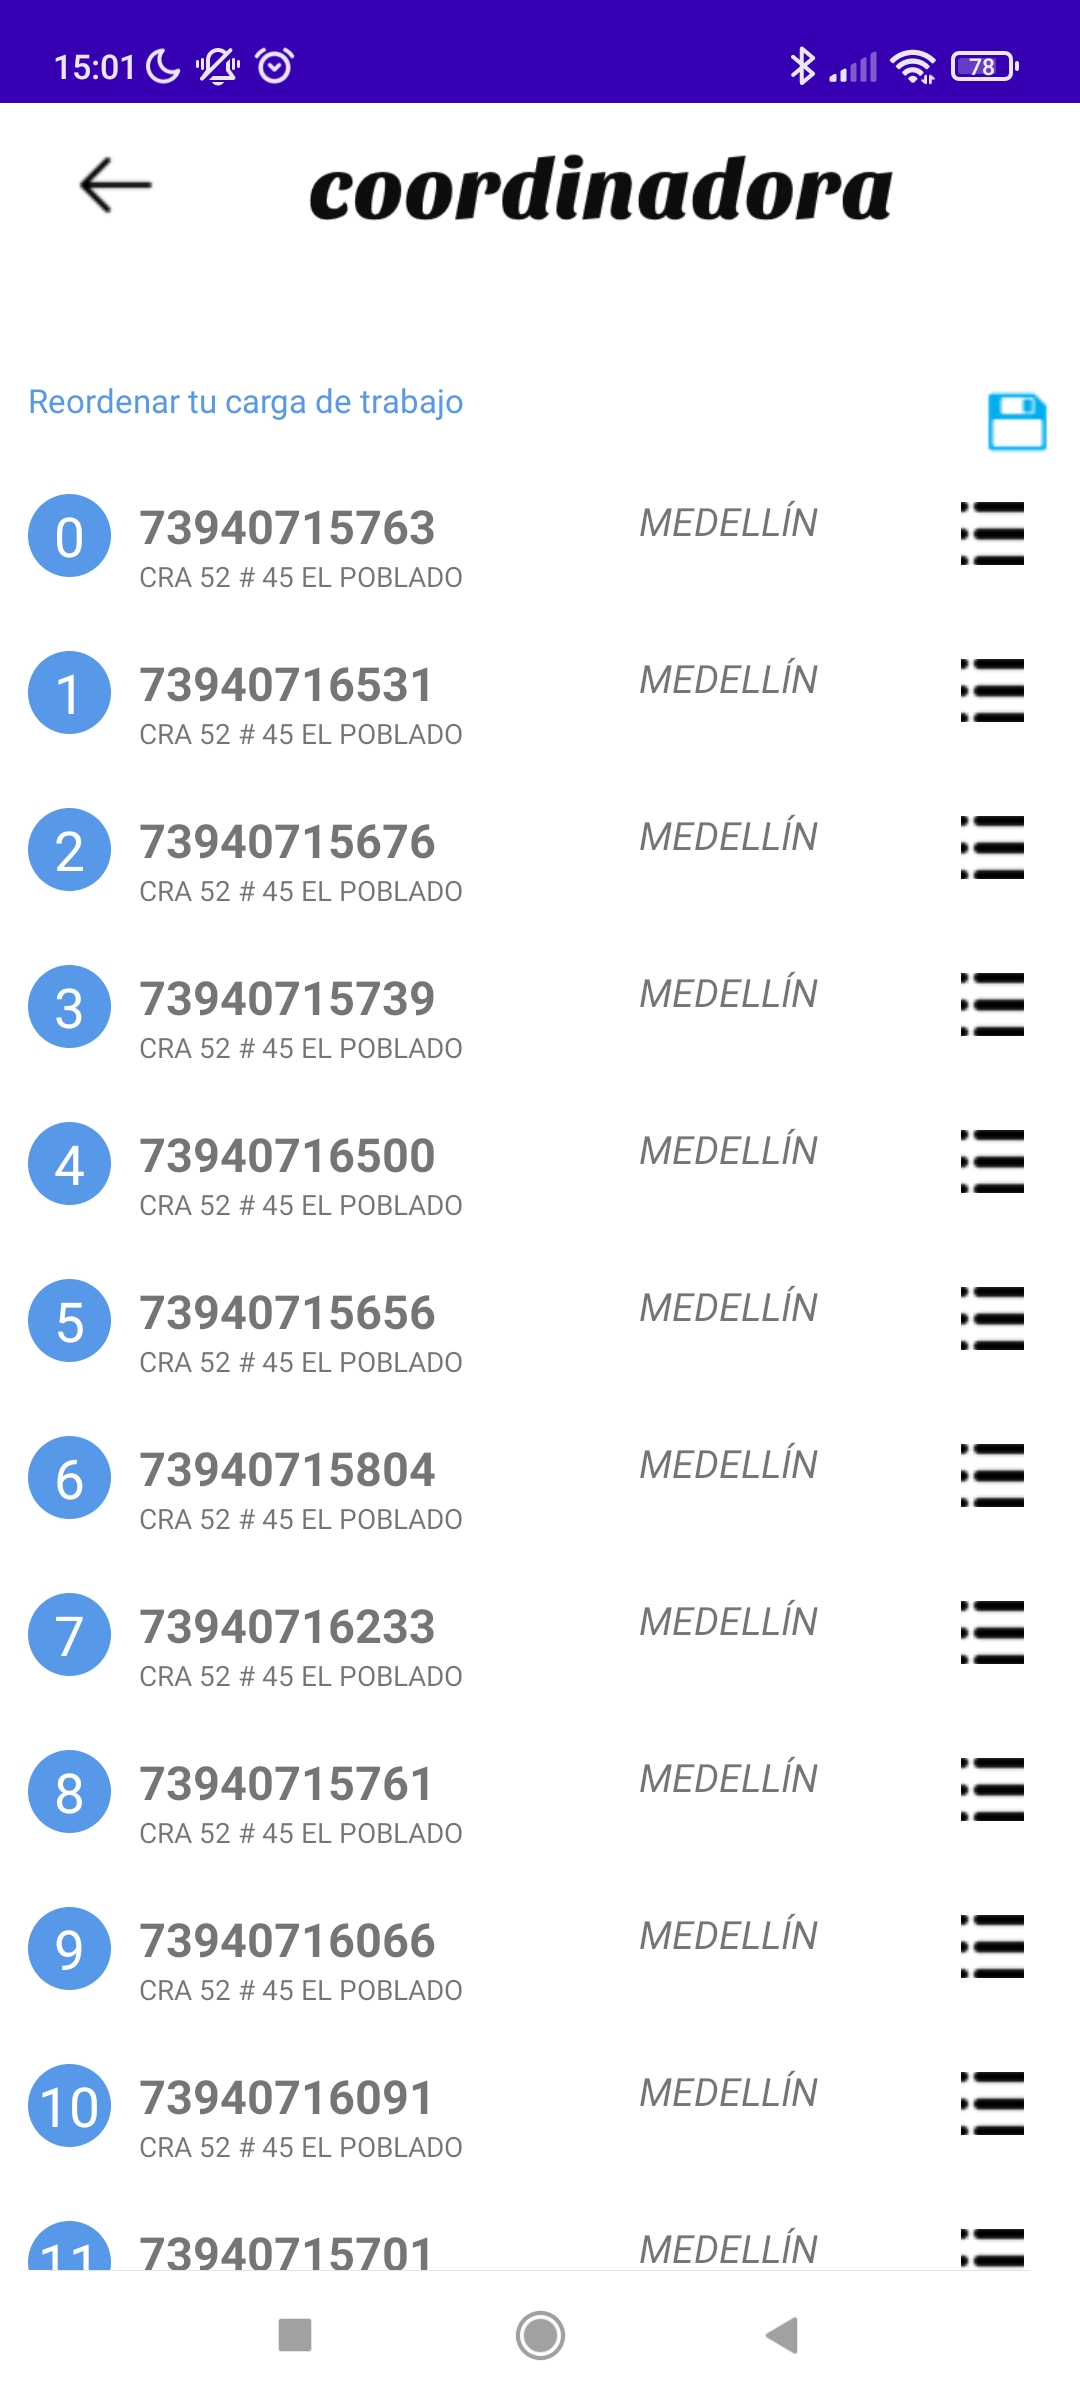 15:01
78
coordinadora
Reordenar tu carga de trabajo
0 73940715763 MEDELLÍN
CRA 52 # 45 EL POBLADO
1 73940716531 MEDELLÍN
CRA 52 # 45 EL POBLADO
2 73940715676 MEDELLÍN
CRA 52 # 45 EL POBLADO
3 73940715739 MEDELLÍN
CRA 52 # 45 EL POBLADO
4 73940716500 MEDELLÍN
CRA 52 # 45 EL POBLADO
5 73940715656 MEDELLÍN
CRA 52 # 45 EL POBLADO
6 73940715804 MEDELLÍN
CRA 52 # 45 EL POBLADO
7 73940716233 MEDELLÍN
CRA 52 # 45 EL POBLADO
8 73940715761 MEDELLÍN
CRA 52 # 45 EL POBLADO
9 73940716066 MEDELLÍN
CRA 52 # 45 EL POBLADO
10 73940716091 MEDELLÍN
CRA 52 # 45 EL POBLADO
11 73940715701 MEDELLÍN